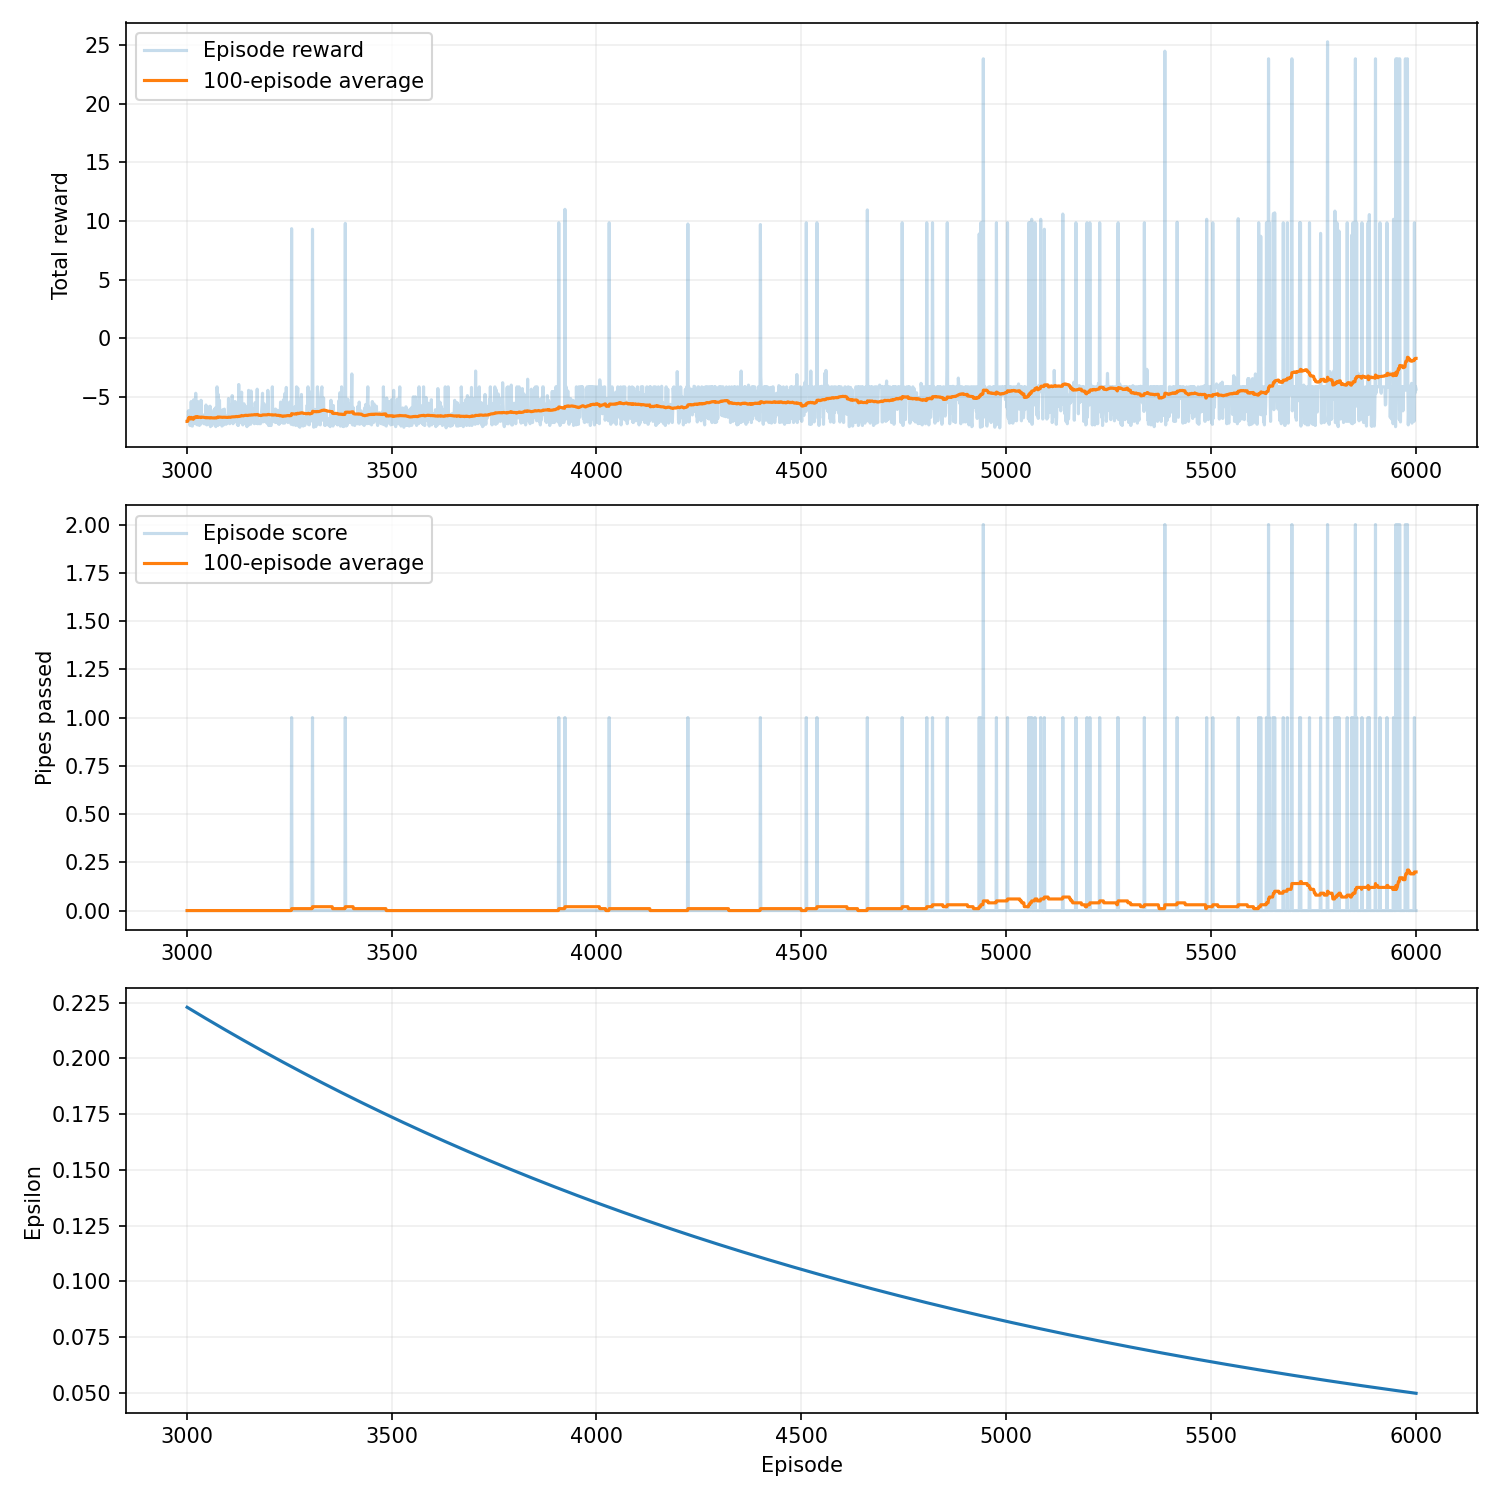 Episode reward
100-episode average
Total reward
25
20
15
10
5
0
−5
3000 3500 4000 4500 5000 5500 6000
Episode score
100-episode average
Pipes passed
2.00
1.75
1.50
1.25
1.00
0.75
0.50
0.25
0.00
3000 3500 4000 4500 5000 5500 6000
Epsilon
0.225
0.200
0.175
0.150
0.125
0.100
0.075
0.050
3000 3500 4000 4500 5000 5500 6000
Episode